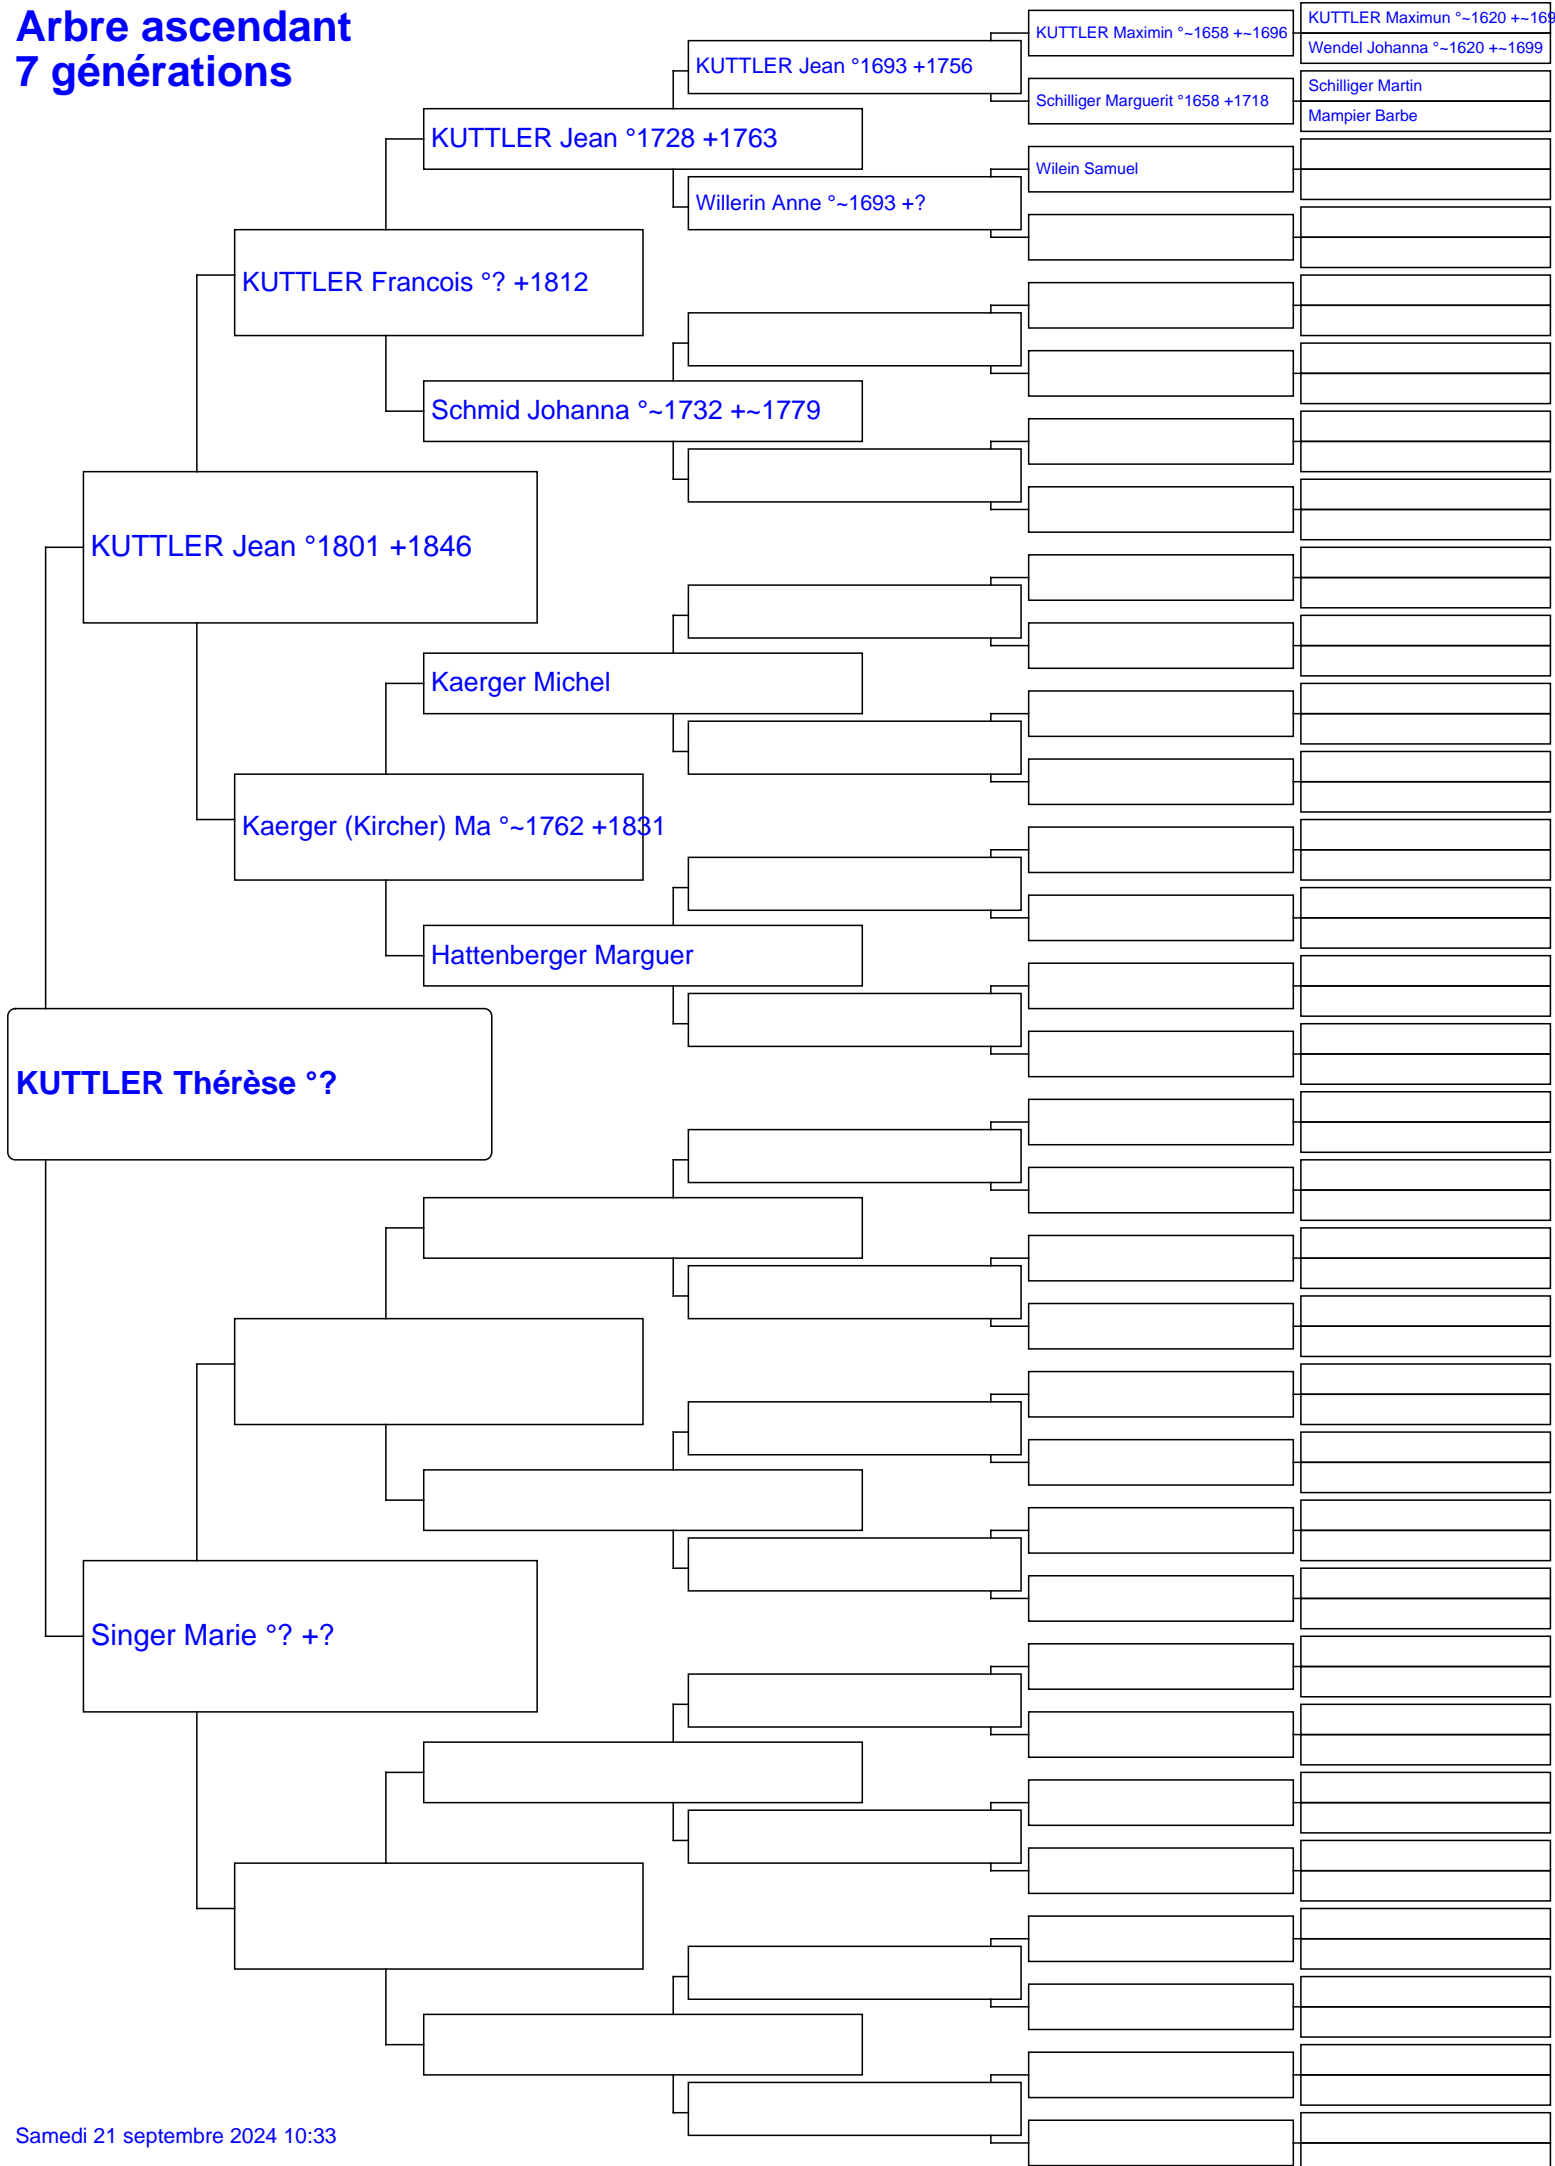 Arbre ascendant
7 générations
KUTTLER Maximun °~1620 +~169
KUTTLER Maximin °~1658 +~1696
Wendel Johanna °~1620 +~1699
KUTTLER Jean °1693 +1756
Schilliger Martin
Schilliger Marguerit °1658 +1718
Mampier Barbe
KUTTLER Jean °1728 +1763
Wilein Samuel
Willerin Anne °~1693 +?
KUTTLER Francois °? +1812
Schmid Johanna °~1732 +~1779
KUTTLER Jean °1801 +1846
Kaerger Michel
Kaerger (Kircher) Ma °~1762 +1831
Hattenberger Marguer
KUTTLER Thérèse °?
Singer Marie °? +?
Samedi 21 septembre 2024 10:33